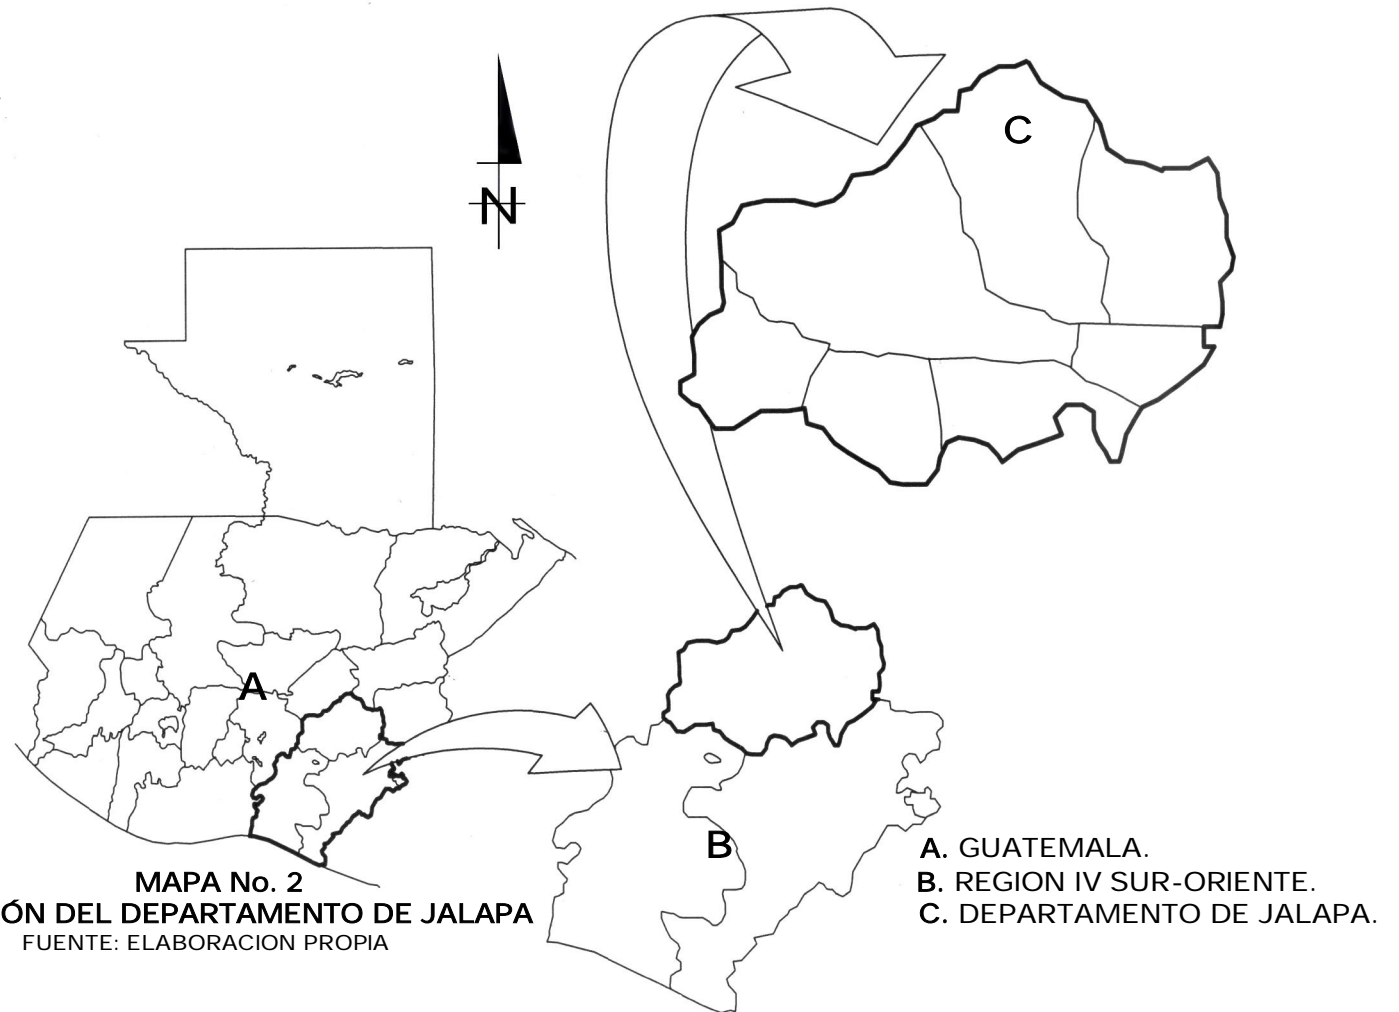 C
N
A
B
MAPA No. 2
ÓN DEL DEPARTAMENTO DE JALAPA
FUENTE: ELABORACION PROPIA
A. GUATEMALA.
B. REGION IV SUR-ORIENTE.
C. DEPARTAMENTO DE JALAPA.